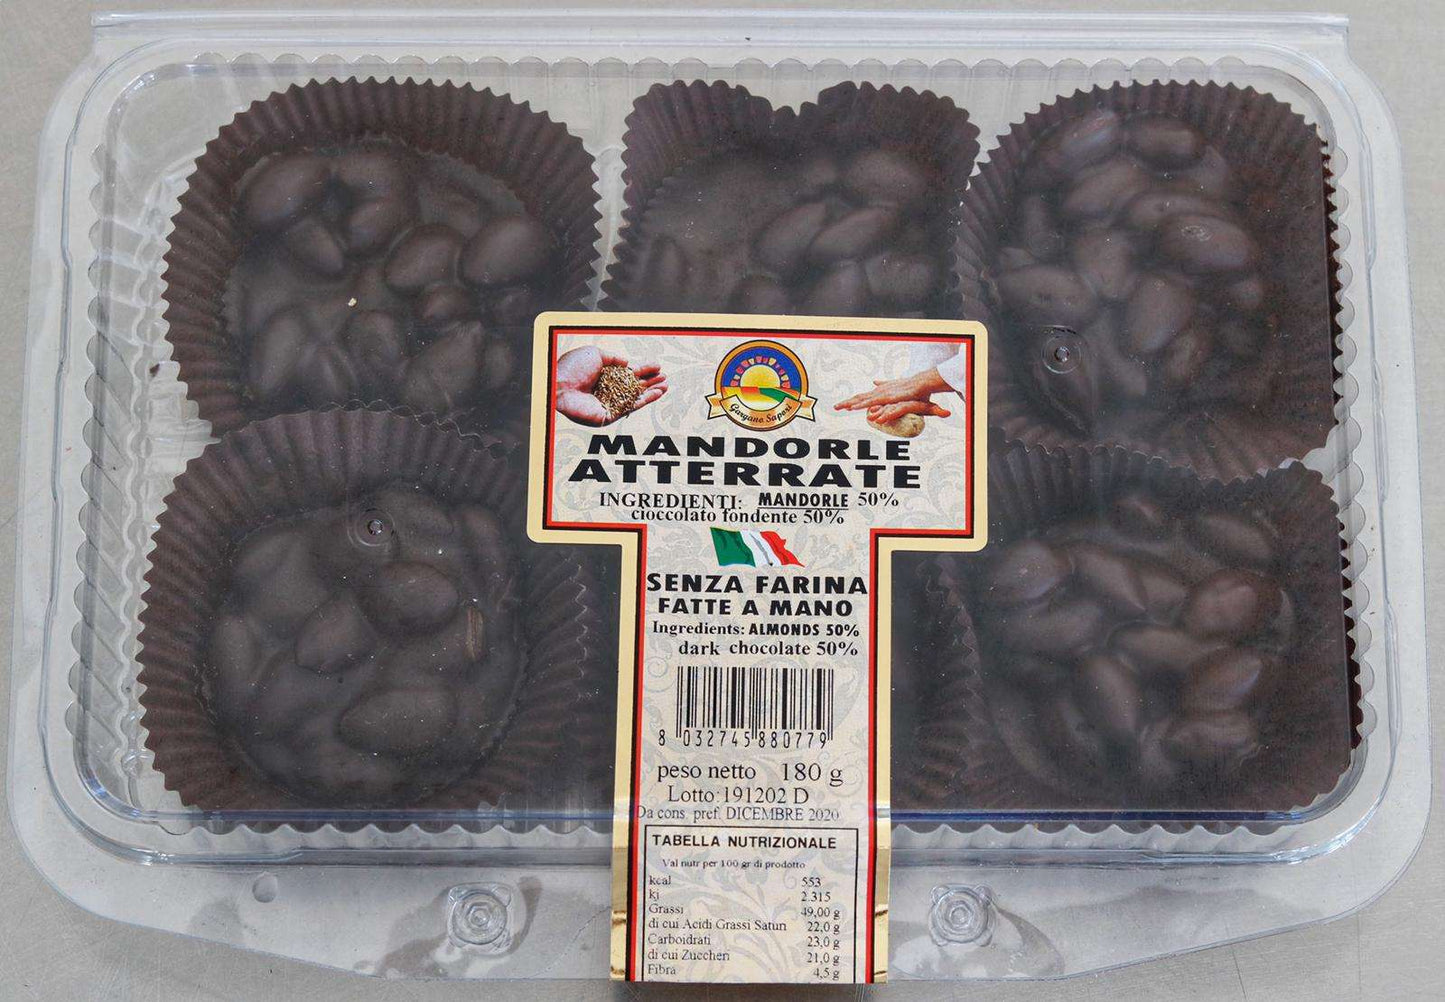 Gargano Sapori
MANDORLE
ATTERRATE
INGREDIENTI: MANDORLE 50%
cioccolato fondente 50%
SENZA FARINA
FATTE A MANO
Ingredients: ALMONDS 50%
dark chocolate 50%
8 032745 880779
peso netto 180 g
Lotto:191202 D
Da cons. pref. DICEMBRE 2020
TABELLA NUTRIZIONALE
Val nutr per 100 gr di prodotto
kcal 553
kj 2.315
Grassi 49,00 g
di cui Acidi Grassi Saturi 22,0 g
Carboidrati 23,0 g
di cui Zuccheri 21,0 g
Fibra 4,5 g